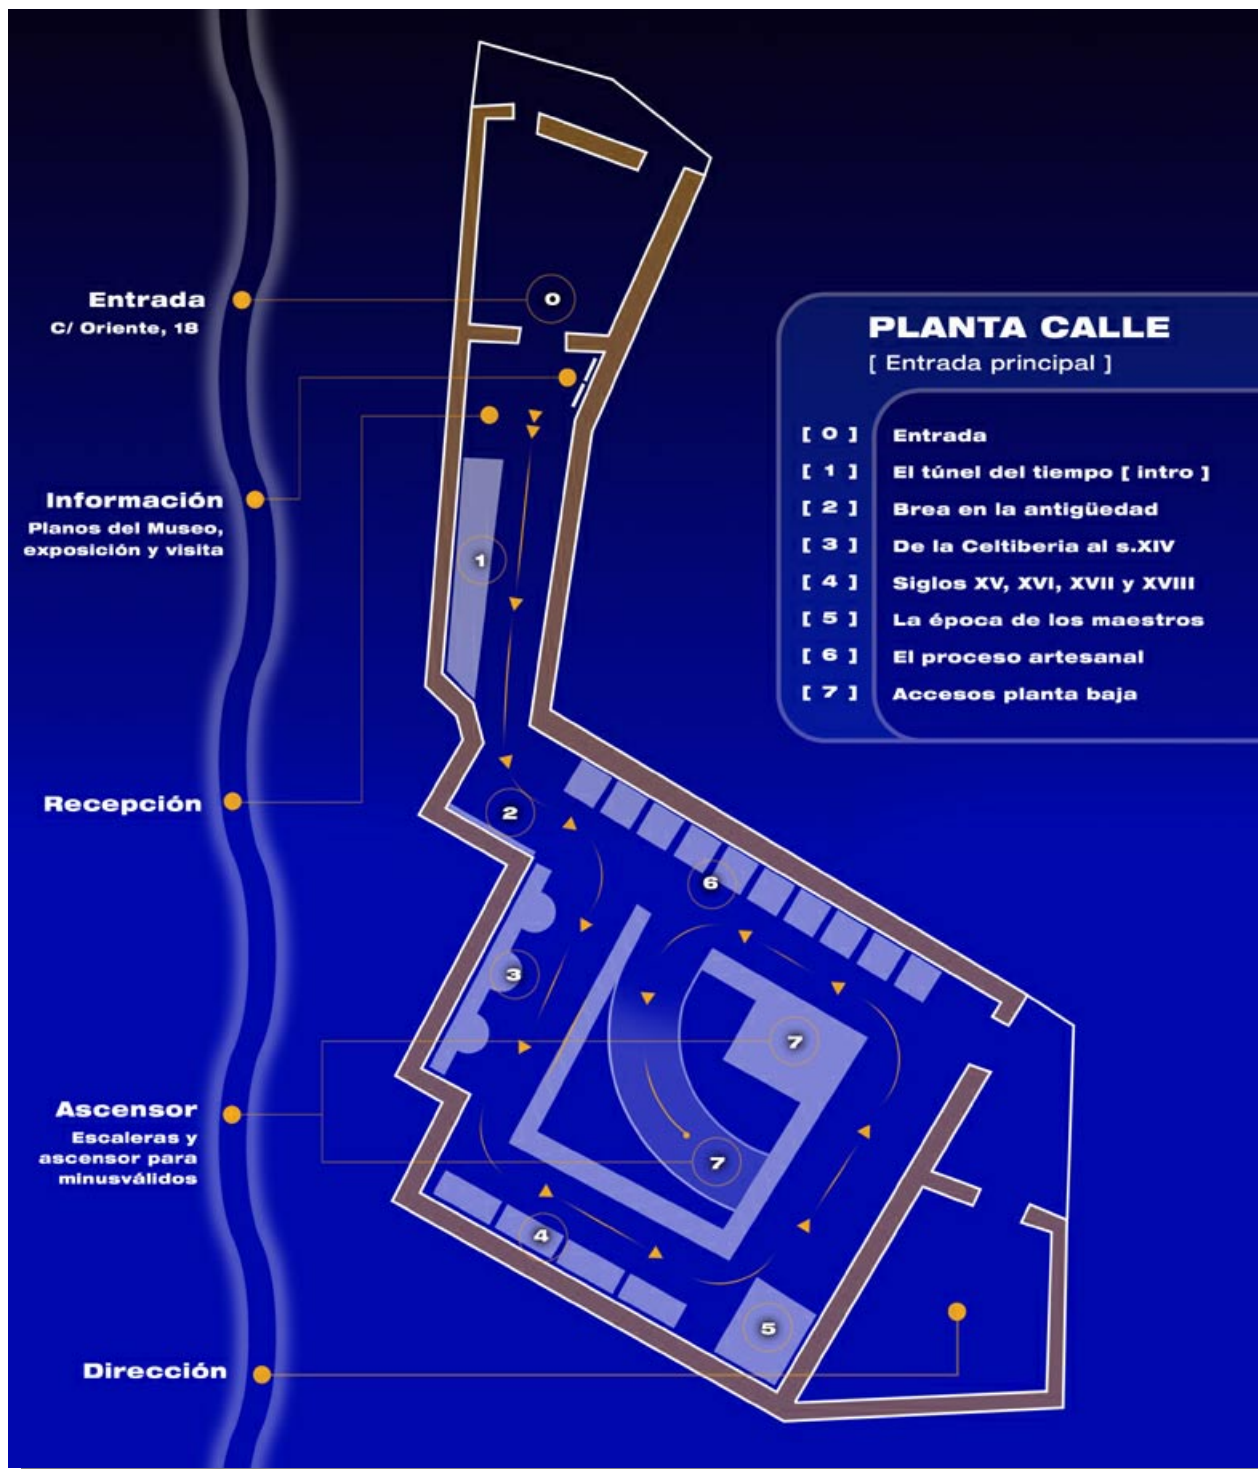 Entrada
C/ Oriente, 18
Información
Planos del Museo,
exposición y visita
Recepción
Ascensor
Escaleras y
ascensor para
minusválidos
Dirección
0
1
2
3
4
5
6
7
7
PLANTA CALLE
[ Entrada principal ]
[ 0 ] Entrada
[ 1 ] El túnel del tiempo [ intro ]
[ 2 ] Brea en la antigüedad
[ 3 ] De la Celtiberia al s.XIV
[ 4 ] Siglos XV, XVI, XVII y XVIII
[ 5 ] La época de los maestros
[ 6 ] El proceso artesanal
[ 7 ] Accesos planta baja